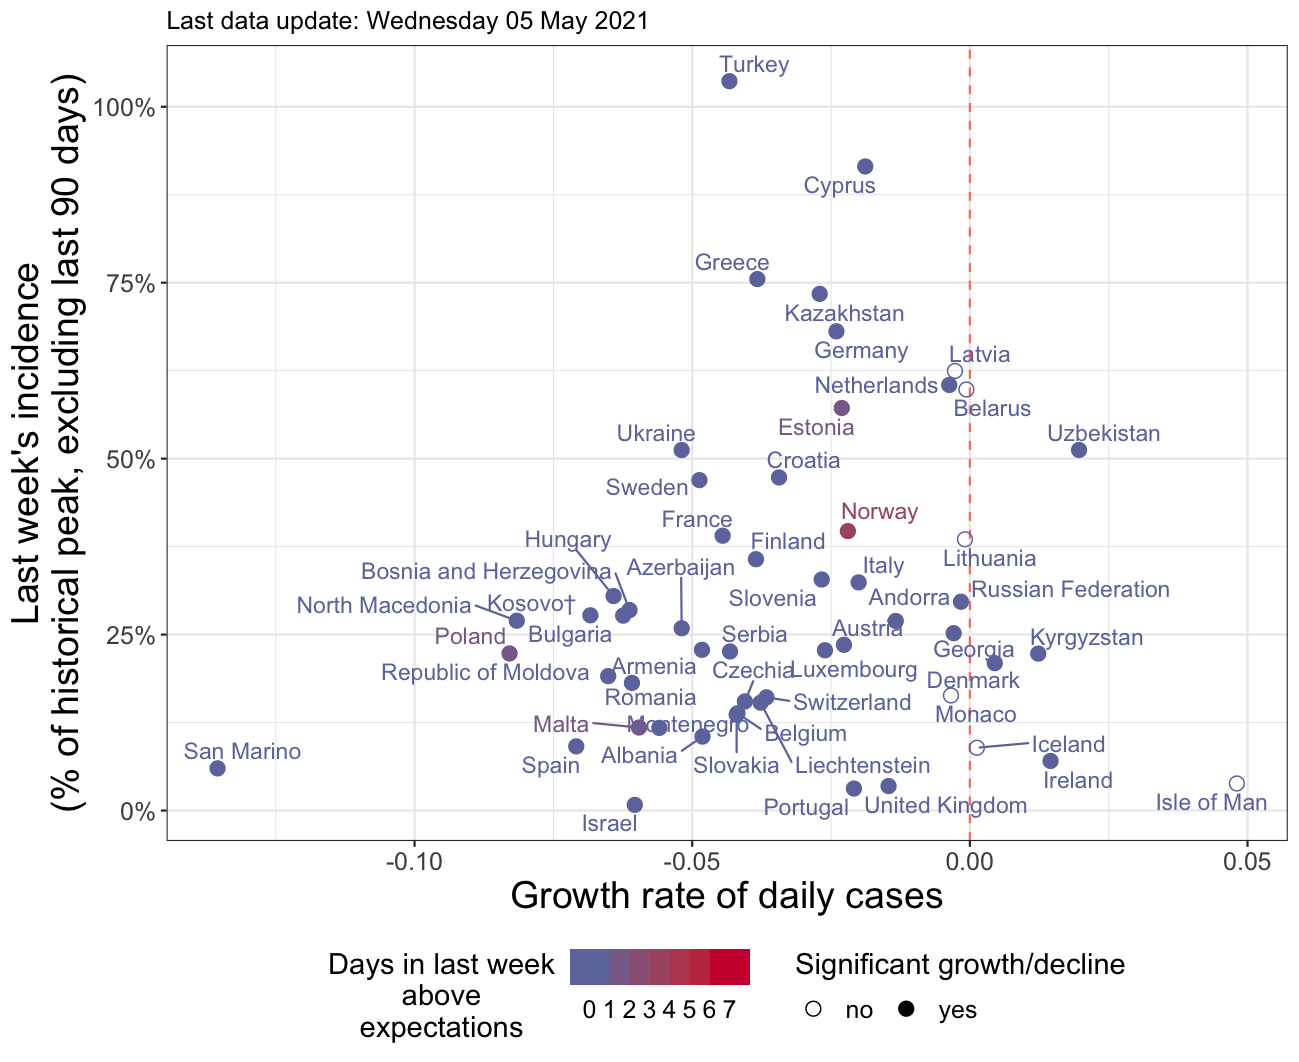 Last data update: Wednesday 05 May 2021
Last week's incidence
(% of historical peak, excluding last 90 days)
100%
75%
50%
25%
0%
Turkey
Cyprus
Greece
Kazakhstan
Germany
Latvia
Netherlands
Belarus
Estonia
Ukraine
Uzbekistan
Croatia
Sweden
Norway
France
Hungary
Finland
Lithuania
Bosnia and Herzegovina
Azerbaijan
Italy
North Macedonia
Kosovo†
Slovenia
Andorra
Russian Federation
Poland
Bulgaria
Serbia
Austria
Kyrgyzstan
Georgia
Republic of Moldova
Armenia
Czechia
Luxembourg
Denmark
Romania
Switzerland
Monaco
Malta
Montenegro
Belgium
San Marino
Albania
Iceland
Spain
Slovakia
Liechtenstein
Ireland
Portugal
United Kingdom
Isle of Man
Israel
-0.10
-0.05
0.00
0.05
Growth rate of daily cases
Days in last week
above
expectations
0 1 2 3 4 5 6 7
Significant growth/decline
no
yes